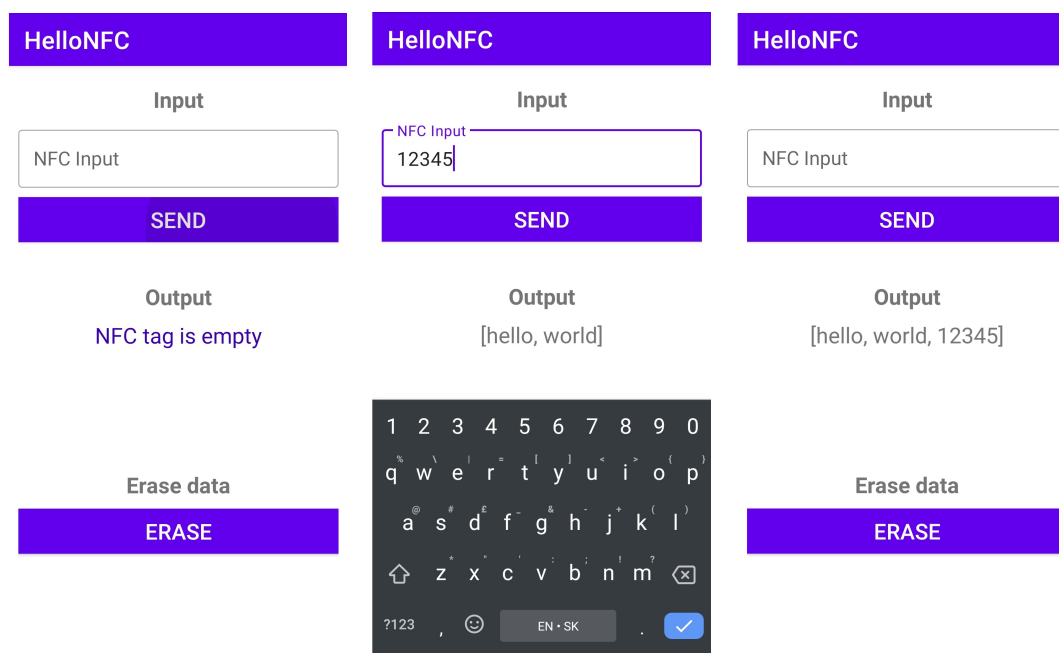 HelloNFC
Input
NFC Input
SEND
Output
NFC tag is empty
Erase data
ERASE
HelloNFC
Input
NFC Input
12345
SEND
Output
[hello, world]
1 2 3 4 5 6 7 8 9 0
% \ | = [ ] < > { }
q w e r t y u i o p
@ # £ _ & - + ( )
a s d f g h j k l
* " ' : ; ! ?
z x c v b n m
?123 , EN • SK .
HelloNFC
Input
NFC Input
SEND
Output
[hello, world, 12345]
Erase data
ERASE